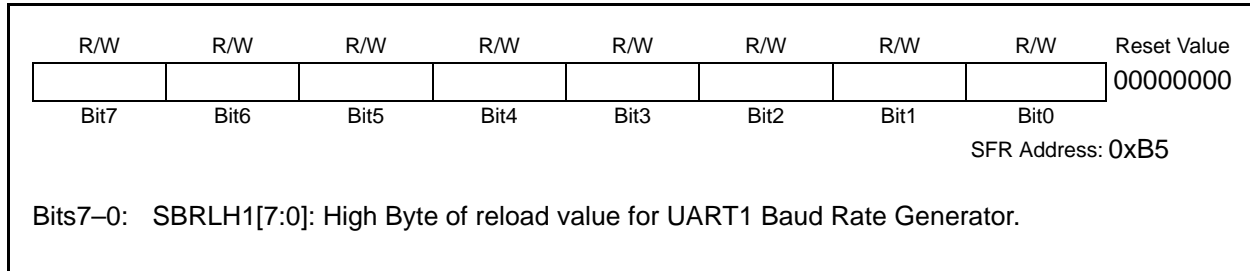 R/W R/W R/W R/W R/W R/W R/W R/W Reset Value
00000000
Bit7 Bit6 Bit5 Bit4 Bit3 Bit2 Bit1 Bit0
SFR Address: 0xB5
Bits7–0: SBRLH1[7:0]: High Byte of reload value for UART1 Baud Rate Generator.